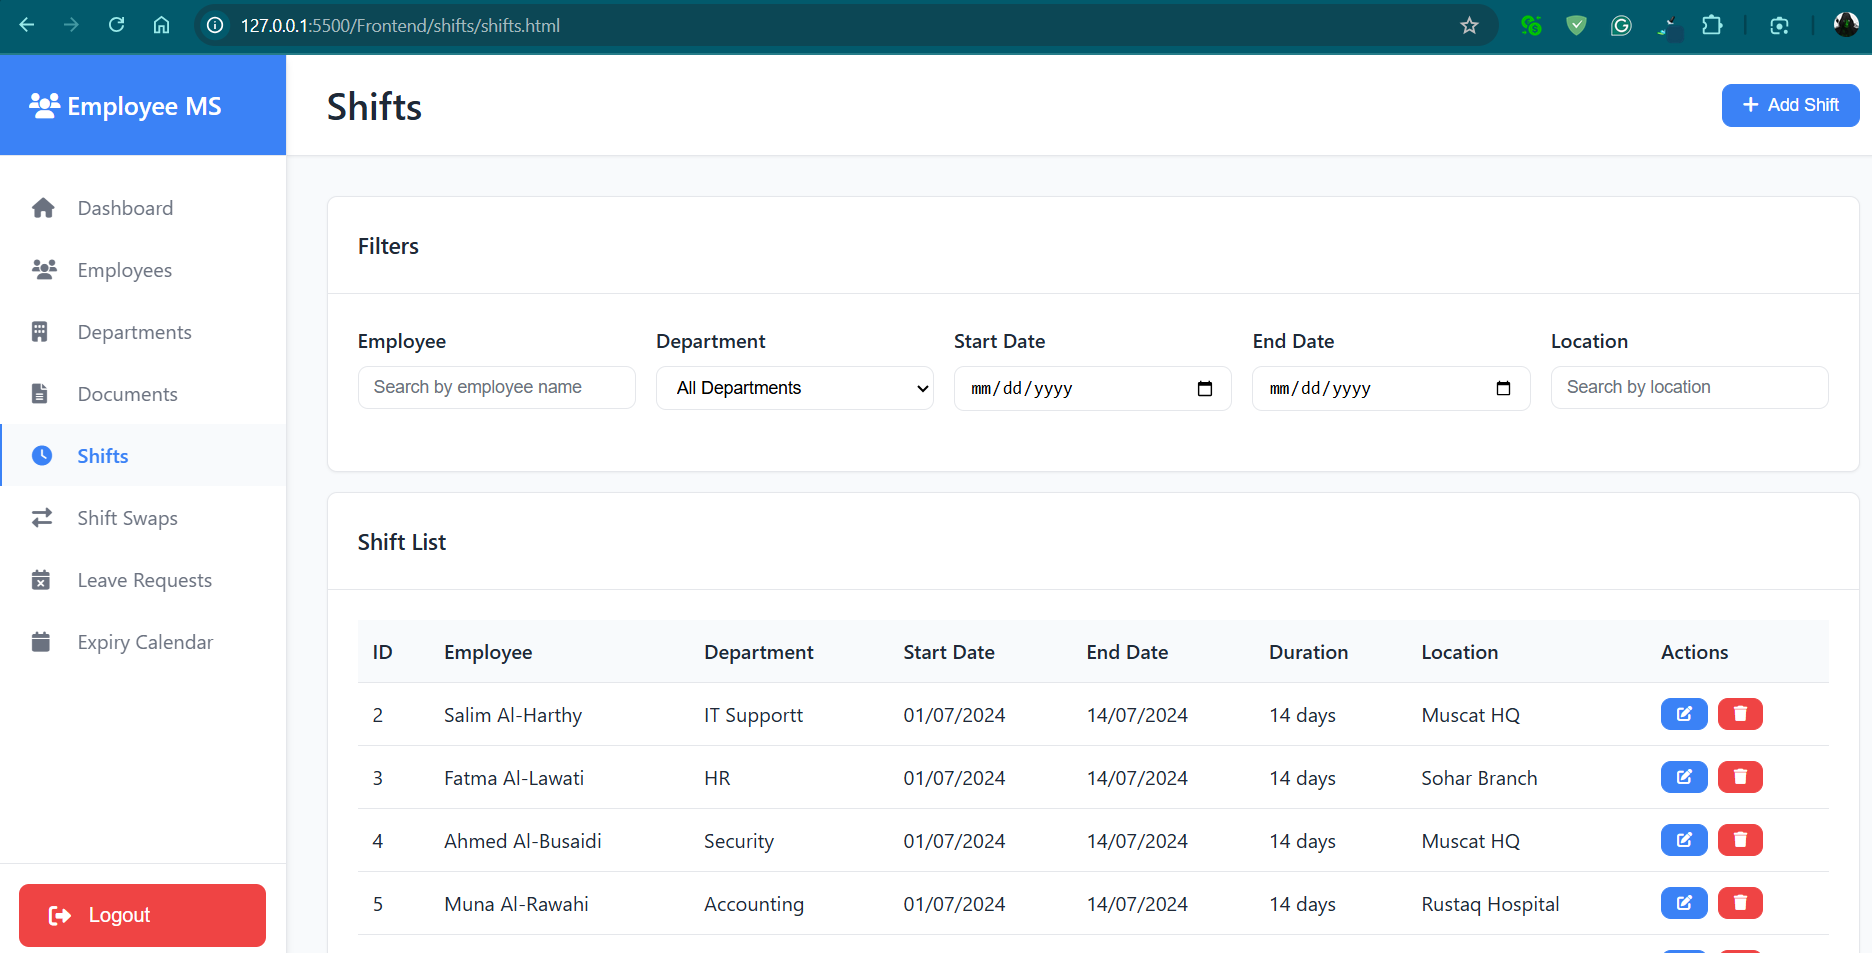 127.0.0.1:5500/Frontend/shifts/shifts.html
Employee MS
Shifts
Add Shift
Dashboard
Employees
Departments
Documents
Shifts
Shift Swaps
Leave Requests
Expiry Calendar
Logout
Filters
Employee Department Start Date End Date Location
Search by employee name All Departments mm/dd/yyyy mm/dd/yyyy Search by location
Shift List
ID Employee Department Start Date End Date Duration Location Actions
2 Salim Al-Harthy IT Supportt 01/07/2024 14/07/2024 14 days Muscat HQ
3 Fatma Al-Lawati HR 01/07/2024 14/07/2024 14 days Sohar Branch
4 Ahmed Al-Busaidi Security 01/07/2024 14/07/2024 14 days Muscat HQ
5 Muna Al-Rawahi Accounting 01/07/2024 14/07/2024 14 days Rustaq Hospital